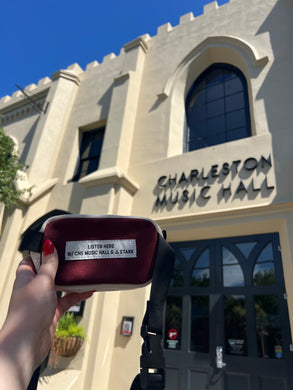 CHARLESTON
MUSIC HALL
LISTEN HERE
W/CHS MUSIC HALL & J. STARK